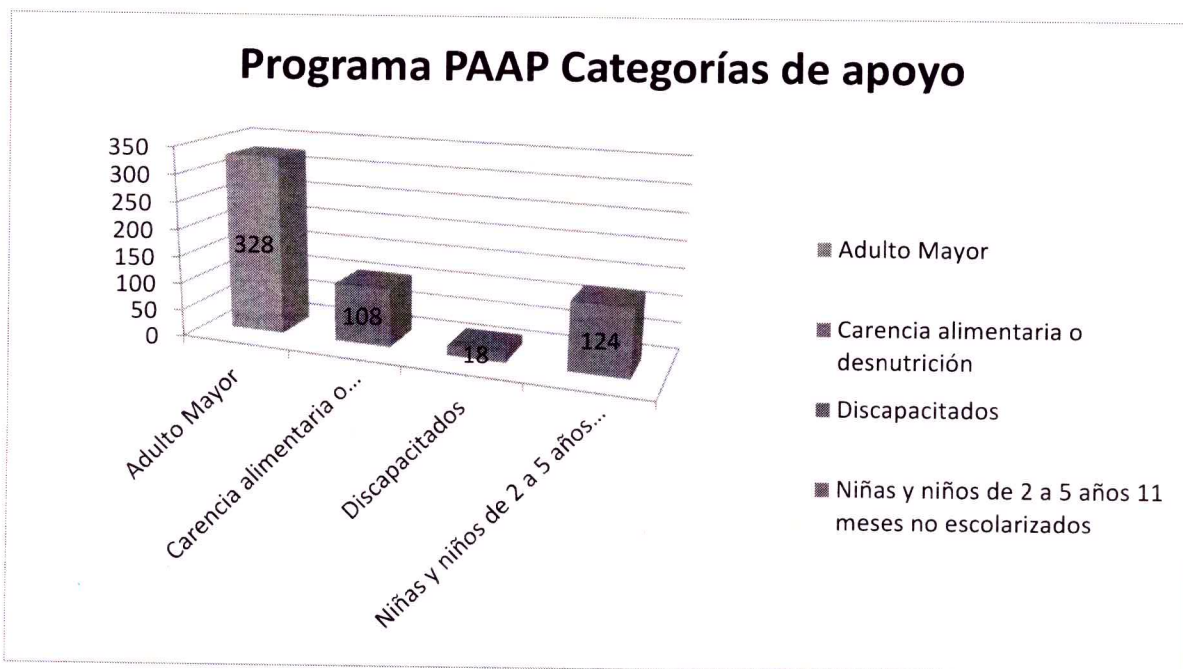 Programa PAAP Categorías de apoyo
350
300
250
200
150
100
50
0
328
108
18
124
Adulto Mayor
Carencia alimentaria o...
Discapacitados
Niñas y niños de 2 a 5 años...
Adulto Mayor
Carencia alimentaria o
desnutrición
Discapacitados
Niñas y niños de 2 a 5 años 11
meses no escolarizados